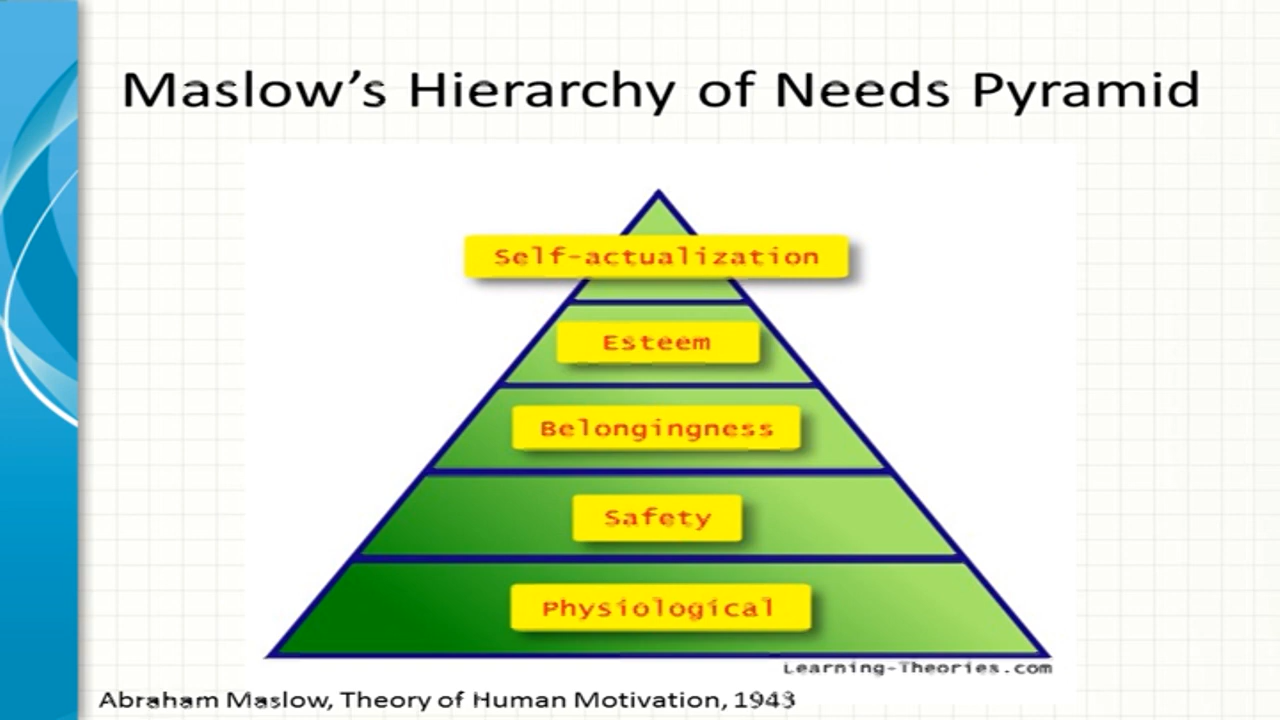 Maslow’s Hierarchy of Needs Pyramid
Self-actualization
Esteem
Belongingness
Safety
Physiological
Learning-Theories.com
Abraham Maslow, Theory of Human Motivation, 1943